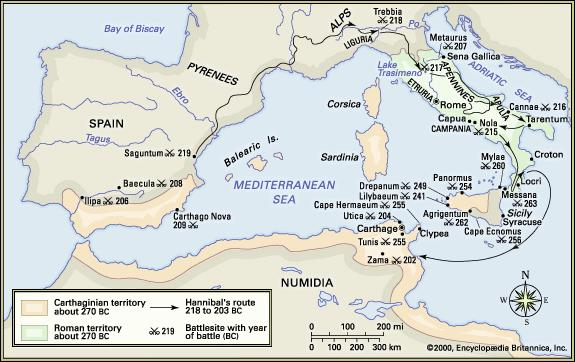 Bay of Biscay
Trebbia
218
ALPS
LIGURIA
Po
Metaurus
207
Sena Gallica
PYRENEES
Lake
Trasimeno
217
ADRIATIC SEA
APENNINES
ETRURIA
Rome
APULIA
Ebro
Corsica
Cannae 216
Capua
Nola
215
CAMPANIA
Tarentum
SPAIN
Tagus
Saguntum 219
Balearic Is.
Sardinia
Mylae
260
Croton
Locri
Baecula 208
MEDITERRANEAN
SEA
Panormus
254
Drepanum 249
Lilybaeum 241
Messana
263
Ilipa 206
Cape Hermaeum 255
Agrigentum
262
Sicily
Syracuse
Carthago Nova
209
Utica 204
Carthage
Clypea
Cape Ecnomus
256
Tunis 255
Zama 202
NUMIDIA
N
W E
S
Carthaginian territory
about 270 BC
Hannibal's route
218 to 203 BC
Roman territory
about 270 BC
219
Battlesite with year
of battle (BC)
0 100 200 mi
0 100 200 300 km
©2000, Encyclopædia Britannica, Inc.